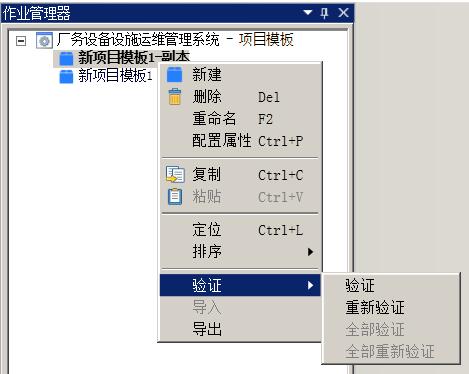 作业管理器
厂务设备设施运维管理系统 - 项目模板
新项目模板1-副本
新项目模板1
新建
删除 Del
重命名 F2
配置属性 Ctrl+P
复制 Ctrl+C
粘贴 Ctrl+V
定位 Ctrl+L
排序
验证
导入
导出
验证
重新验证
全部验证
全部重新验证